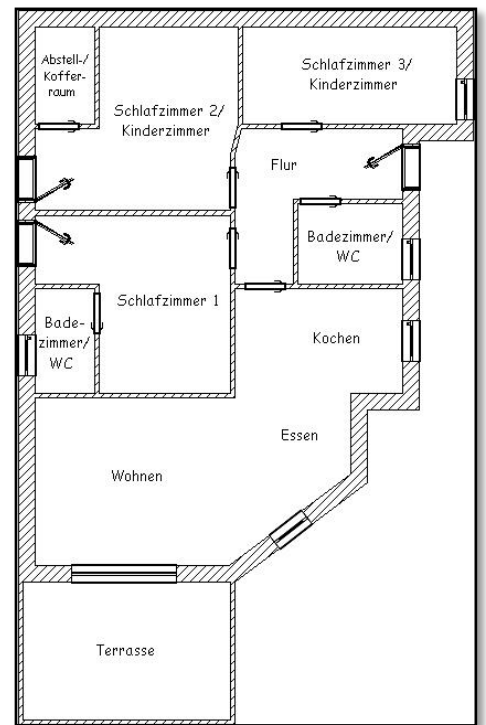 Abstell-/
Koffer-
raum
Schlafzimmer 2/
Kinderzimmer
Schlafzimmer 3/
Kinderzimmer
Flur
Badezimmer/
WC
Schlafzimmer 1
Bade-
zimmer/
WC
Kochen
Essen
Wohnen
Terrasse